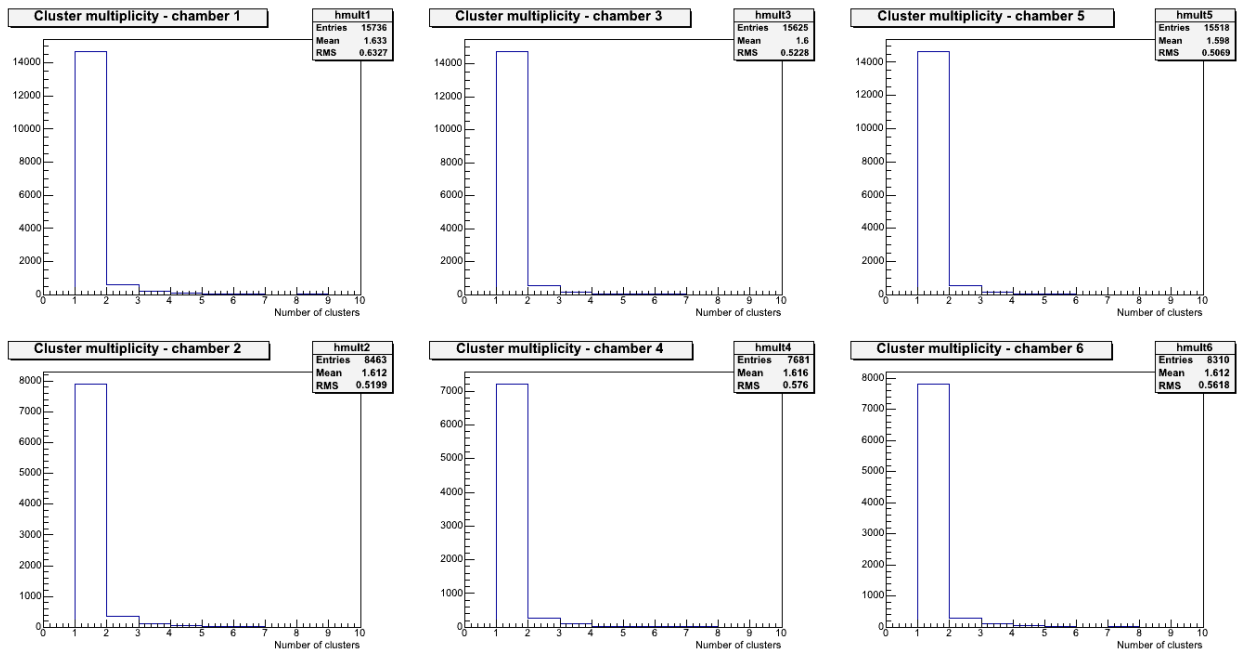 Cluster multiplicity - chamber 1
hmult1
Entries 15736
Mean 1.633
RMS 0.6327
14000
12000
10000
8000
6000
4000
2000
0
0 1 2 3 4 5 6 7 8 9 10
Number of clusters
Cluster multiplicity - chamber 3
hmult3
Entries 15625
Mean 1.6
RMS 0.5228
14000
12000
10000
8000
6000
4000
2000
0
0 1 2 3 4 5 6 7 8 9 10
Number of clusters
Cluster multiplicity - chamber 5
hmult5
Entries 15518
Mean 1.598
RMS 0.5069
14000
12000
10000
8000
6000
4000
2000
0
0 1 2 3 4 5 6 7 8 9 10
Number of clusters
Cluster multiplicity - chamber 2
hmult2
Entries 8463
Mean 1.612
RMS 0.5199
8000
7000
6000
5000
4000
3000
2000
1000
0
0 1 2 3 4 5 6 7 8 9 10
Number of clusters
Cluster multiplicity - chamber 4
hmult4
Entries 7681
Mean 1.616
RMS 0.576
7000
6000
5000
4000
3000
2000
1000
0
0 1 2 3 4 5 6 7 8 9 10
Number of clusters
Cluster multiplicity - chamber 6
hmult6
Entries 8310
Mean 1.612
RMS 0.5618
8000
7000
6000
5000
4000
3000
2000
1000
0
0 1 2 3 4 5 6 7 8 9 10
Number of clusters